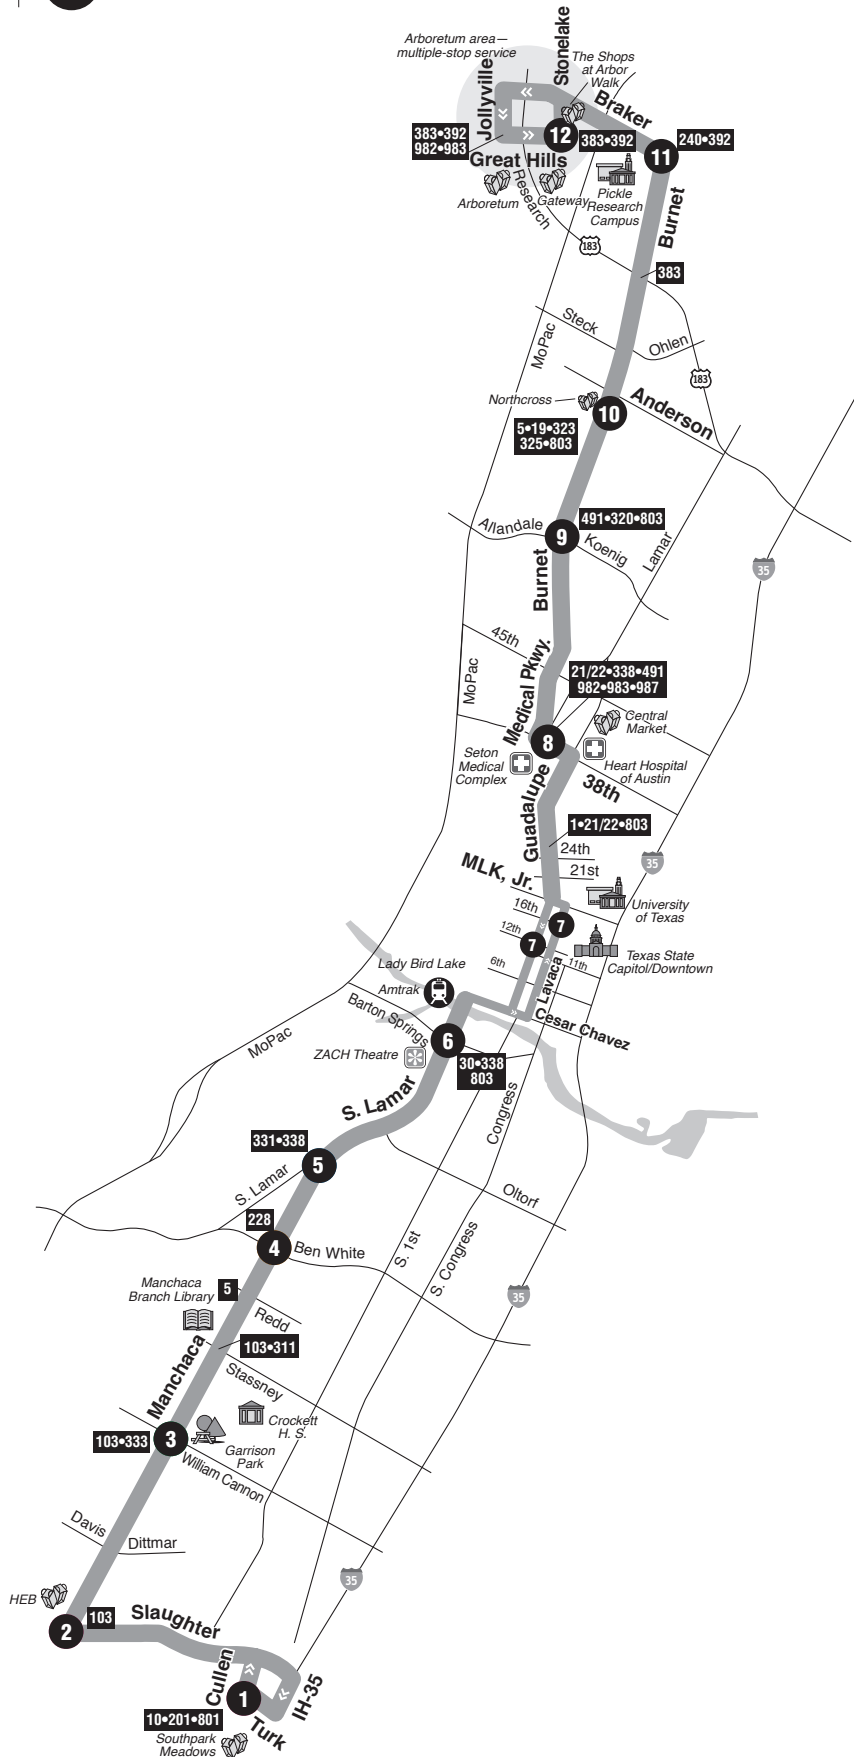 Arboretum area—
multiple-stop service
Stonelake
The Shops
at Arbor
Walk
Jollyville
Braker
383•392
982•983
12
383•392
240•392
11
Great Hills
Research
Arboretum
Gateway
Pickle
Research
Campus
Burnet
183
383
MoPac
Steck
Ohlen
183
Northcross
10
Anderson
5•19•323
325•803
491•320•803
Allandale
9
Koenig
Lamar
35
Burnet
45th
Medical Pkwy.
21/22•338•491
982•983•987
MoPac
Central
Market
8
Seton
Medical
Complex
Heart Hospital
of Austin
38th
Guadalupe
1•21/22•803
24th
35
21st
MLK, Jr.
16th
University
of Texas
7
12th
7
6th
11th
Texas State
Capitol/Downtown
Lady Bird Lake
Amtrak
Lavaca
Barton Springs
Cesar Chavez
MoPac
6
ZACH Theatre
30•338
803
S. Lamar
Congress
331•338
5
S. Lamar
Oltorf
228
4
Ben White
S. 1st
S. Congress
Manchaca
Branch Library
5
35
Redd
103•311
Manchaca
Stassney
Crockett
H. S.
103•333
3
Garrison
Park
William Cannon
Davis
Dittmar
35
HEB
103
Slaughter
2
Cullen
1
IH-35
10•201•801
Turk
Southpark
Meadows